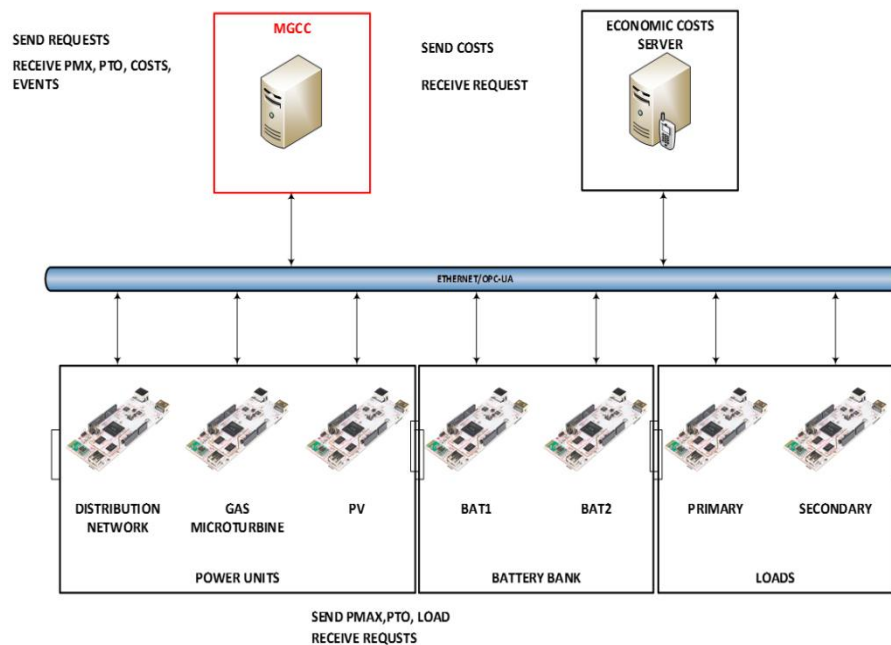 MGCC
SEND REQUESTS
RECEIVE PMX, PTO, COSTS,
EVENTS
SEND COSTS
RECEIVE REQUEST
ECONOMIC COSTS
SERVER
ETHERNET/OPC-UA
DISTRIBUTION
NETWORK
GAS
MICROTURBINE
PV
BAT1
BAT2
PRIMARY
SECONDARY
POWER UNITS
BATTERY BANK
LOADS
SEND PMAX,PTO, LOAD
RECEIVE REQUSTS